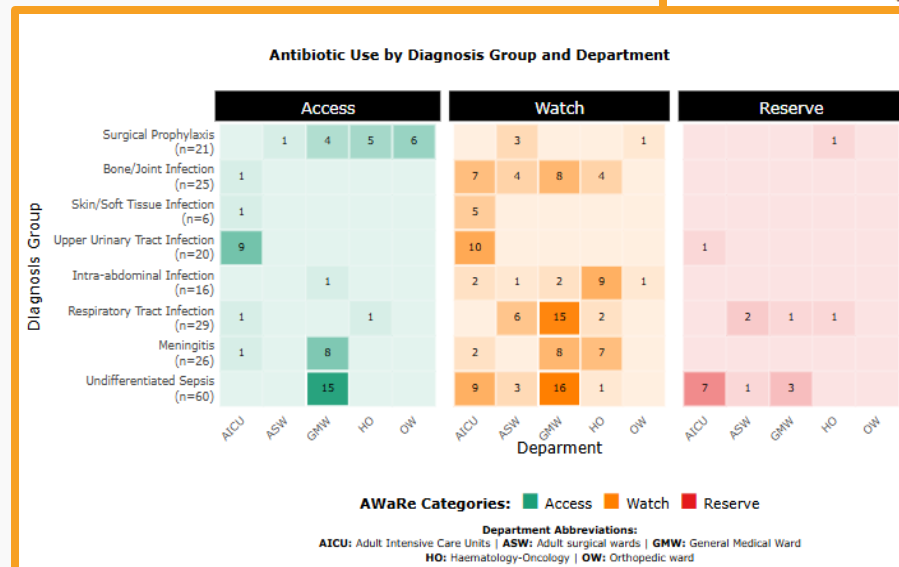 Antibiotic Use by Diagnosis Group and Department
Access Watch Reserve
Diagnosis Group
Surgical Prophylaxis
(n=21)
1 4 5 6 3 1 1
Bone/Joint Infection
(n=25)
1 7 4 8 4
Skin/Soft Tissue Infection
(n=6)
1 5
Upper Urinary Tract Infection
(n=20)
9 10 1
Intra-abdominal Infection
(n=16)
1 2 1 2 9 1
Respiratory Tract Infection
(n=29)
1 1 6 15 2 2 1 1
Meningitis
(n=26)
1 8 2 8 7
Undifferentiated Sepsis
(n=60)
15 9 3 16 1 7 1 3
AICU ASW GMW HO OW AICU ASW GMW HO OW AICU ASW GMW HO OW
Deparment
AWaRe Categories: Access Watch Reserve
Department Abbreviations:
AICU: Adult Intensive Care Units | ASW: Adult surgical wards | GMW: General Medical Ward
HO: Haematology-Oncology | OW: Orthopedic ward